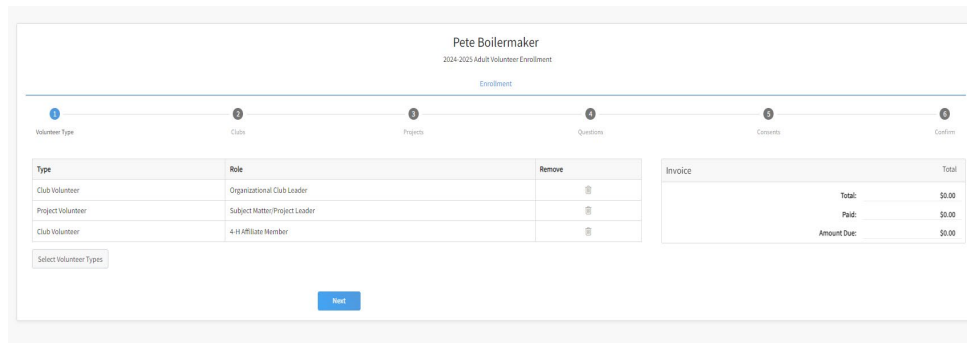 Pete Boilermaker
2024-2025 Adult Volunteer Enrollment
Enrollment
1 2 3 4 5 6
Volunteer Type Clubs Projects Questions Consents Confirm
Type Role Remove
Club Volunteer Organizational Club Leader
Project Volunteer Subject Matter/Project Leader
Club Volunteer 4-H Affiliate Member
Select Volunteer Types
Invoice Total
Total: $0.00
Paid: $0.00
Amount Due: $0.00
Next